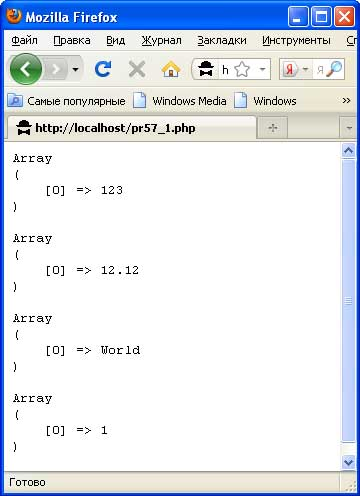 Mozilla Firefox
Файл Правка Вид Журнал Закладки Инструменты
h Я Я
Самые популярные Windows Media Windows »
http://localhost/pr57_1.php
Array
(
[0] => 123
)
Array
(
[0] => 12.12
)
Array
(
[0] => World
)
Array
(
[0] => 1
)
Готово